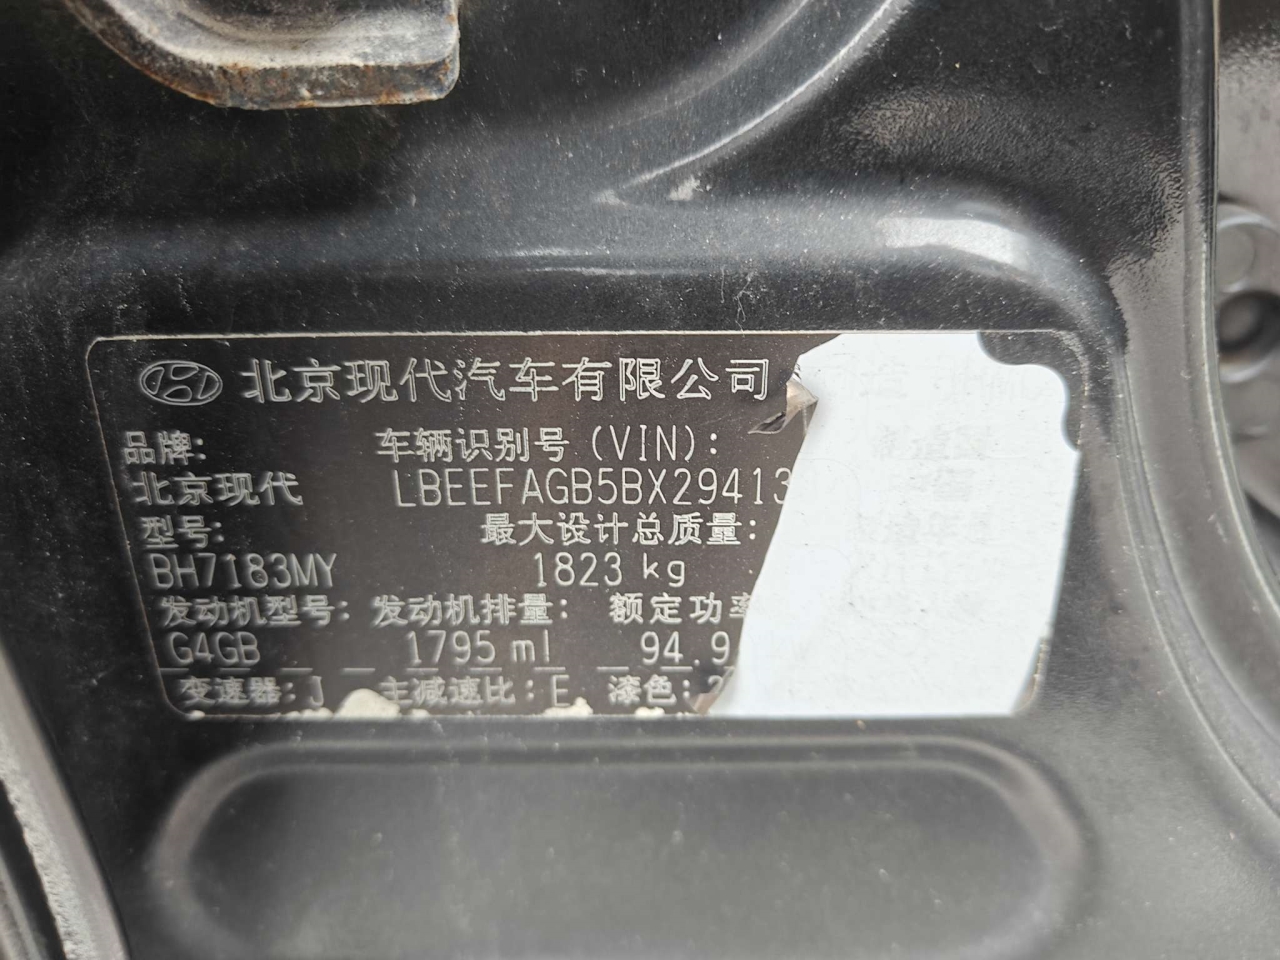 北京现代汽车有限公司
品牌: 车辆识别号 (VIN):
北京现代 LBEEFAGB5BX29413
型号: 最大设计总质量:
BH7183MY 1823 kg
发动机型号: 发动机排量: 额定功率
G4GB 1795 ml 94.9
变速器: J 主减速比: E 漆色: